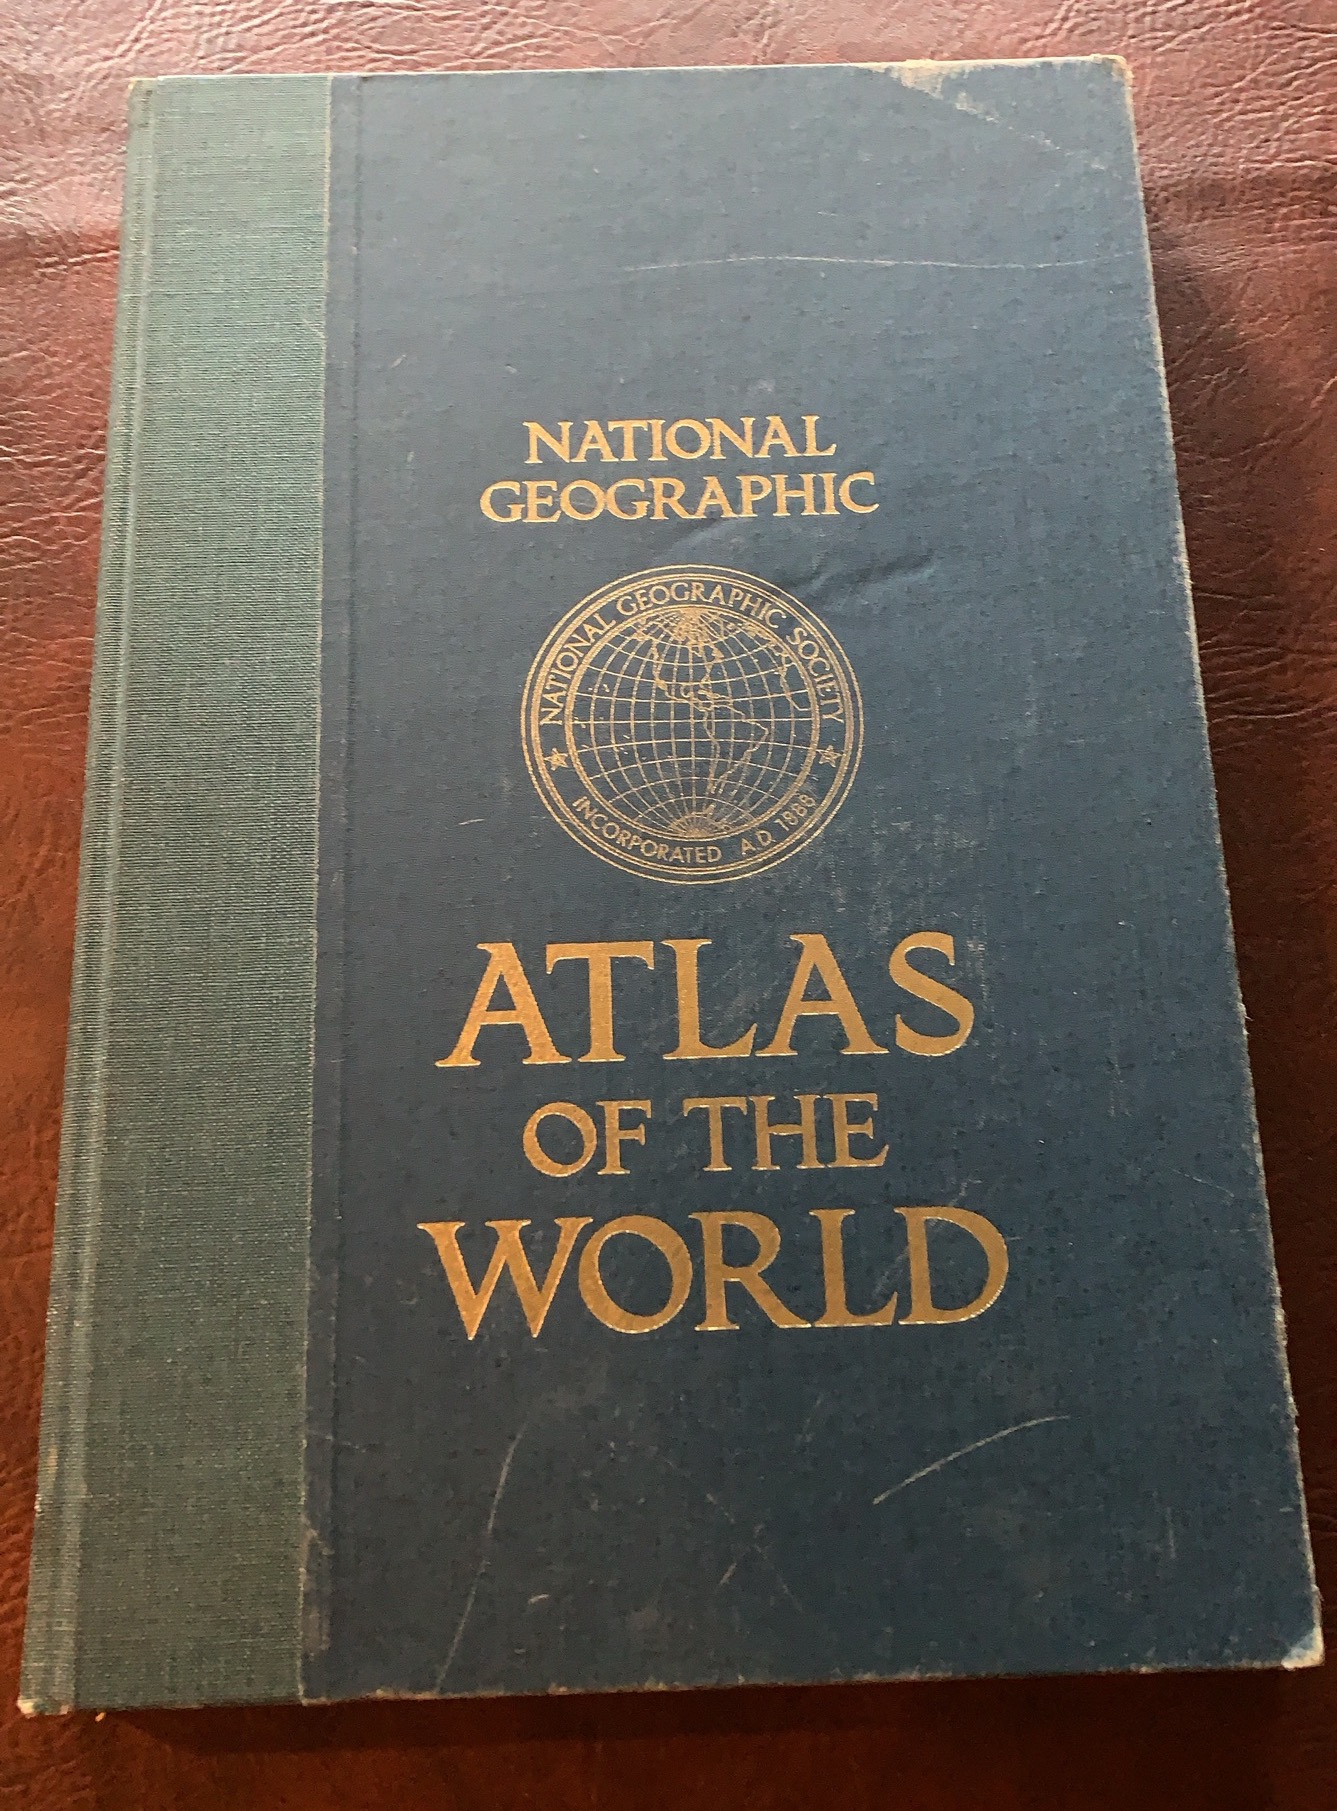 NATIONAL
GEOGRAPHIC
NATIONAL GEOGRAPHIC SOCIETY
INCORPORATED A.D. 1888
ATLAS
OF THE
WORLD